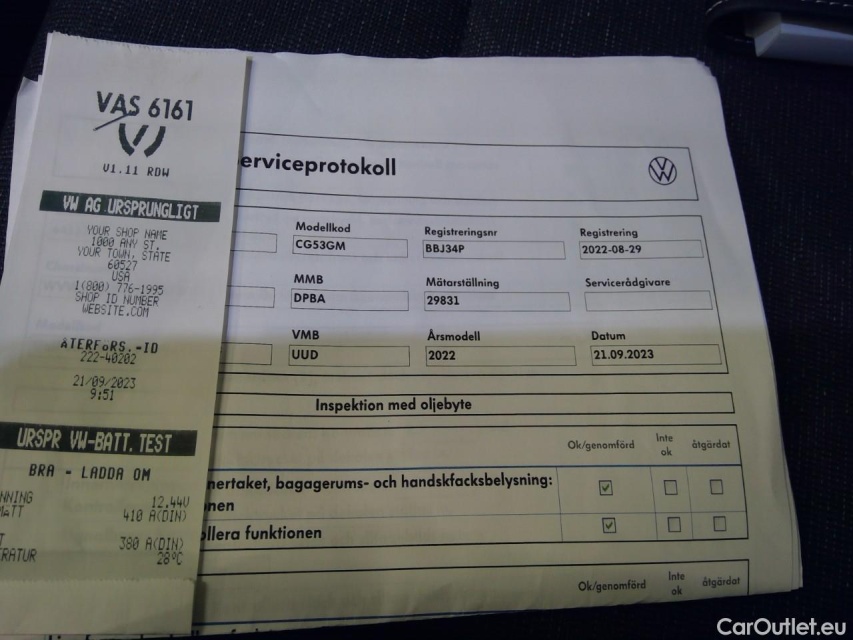 VAS 6161
V1.11 RDW
VW AG URSPRUNGLIGT
YOUR SHOP NAME
1000 ANY ST.
YOUR TOWN, STATE
60527
USA
1(800) 776-1995
SHOP ID NUMBER
WEBSITE.COM
ÅTERFöRS.-ID
222-40202
21/09/2023
9:51
URSPR VW-BATT.TEST
BRA - LADDA OM
NNING 12.44V
MATT 410 A(DIN)
T 380 A(DIN)
RATUR 28°C
erviceprotokoll
Modellkod Registreringsnr Registrering
CG53GM BBJ34P 2022-08-29
MMB Mätarställning Servicerådgivare
DPBA 29831
VMB Årsmodell Datum
UUD 2022 21.09.2023
Inspektion med oljebyte
Ok/genomförd Inte ok åtgärdat
nertaket, bagagerums- och handskfacksbelysning:
nen
ollera funktionen
Ok/genomförd Inte ok åtgärdat
CarOutlet.eu